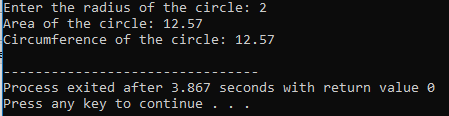 Enter the radius of the circle: 2
Area of the circle: 12.57
Circumference of the circle: 12.57
--------------------------------
Process exited after 3.867 seconds with return value 0
Press any key to continue . . .